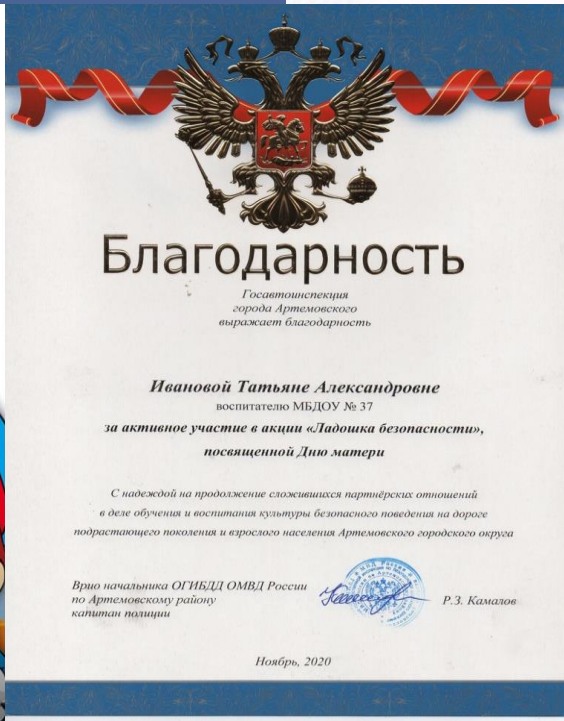 Благодарность
Госавтоинспекция
города Артемовского
выражает благодарность
Ивановой Татьяне Александровне
воспитателю МБДОУ № 37
за активное участие в акции «Ладошка безопасности»,
посвященной Дню матери
С надеждой на продолжение сложившихся партнёрских отношений
в деле обучения и воспитания культуры безопасного поведения на дороге
подрастающего поколения и взрослого населения Артемовского городского округа
Врио начальника ОГИБДД ОМВД России
по Артемовскому району
капитан полиции
Р.З. Камалов
Ноябрь, 2020